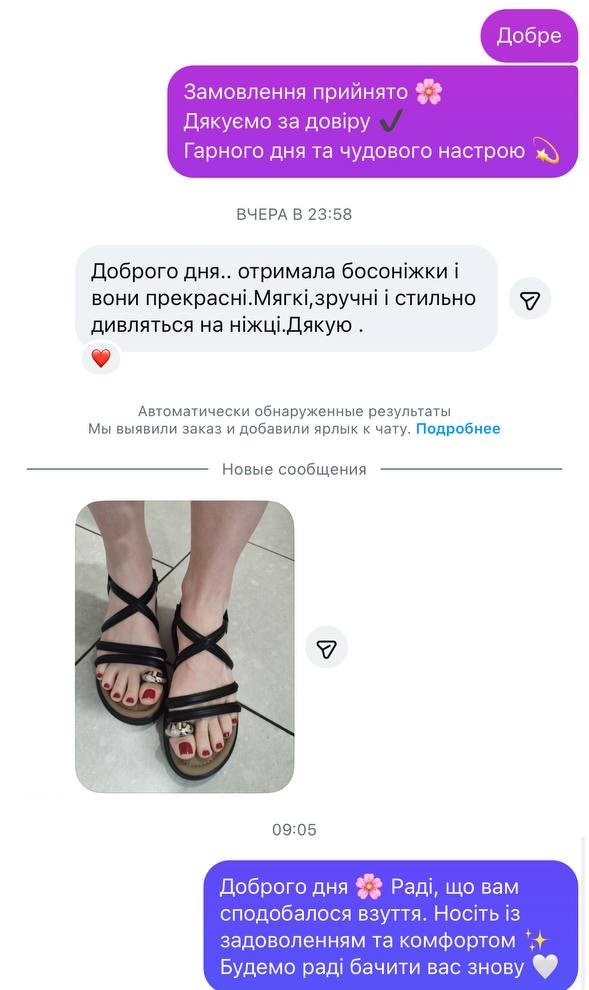 Добре
Замовлення прийнято 🌸
Дякуємо за довіру ✔️
Гарного дня та чудового настрою 💫
ВЧЕРА В 23:58
Доброго дня.. отримала босоніжки і
вони прекрасні.Мягкі,зручні і стильно
дивляться на ніжці.Дякую .
❤️
Автоматически обнаруженные результаты
Мы выявили заказ и добавили ярлык к чату. Подробнее
Новые сообщения
09:05
Доброго дня 🌸 Раді, що вам
сподобалося взуття. Носіть із
задоволенням та комфортом ✨
Будемо раді бачити вас знову 🤍